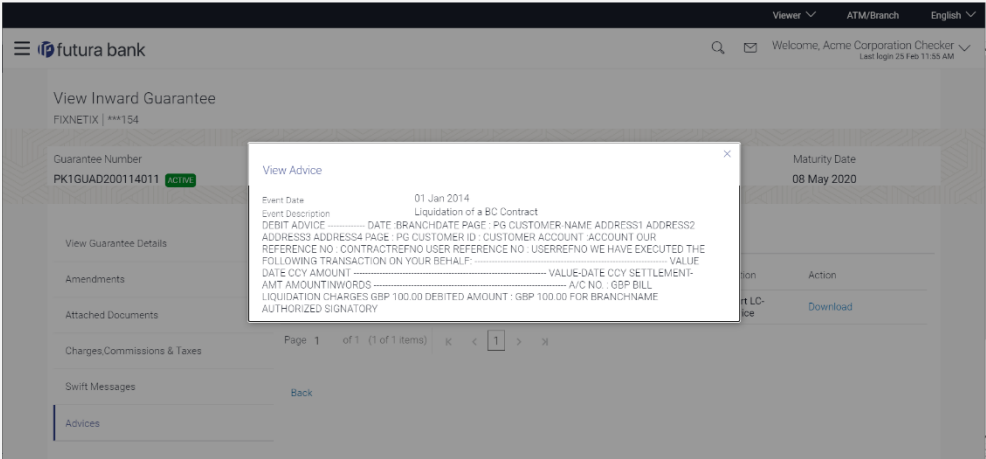 Viewer ATM/Branch English
futura bank
Welcome, Acme Corporation Checker
Last login 25 Feb 11:55 AM
View Inward Guarantee
FIXNETIX | ***154
Guarantee Number
PK1GUAD200114011 ACTIVE
Maturity Date
08 May 2020
View Advice
Event Date 01 Jan 2014
Event Description Liquidation of a BC Contract
DEBIT ADVICE ------------- DATE :BRANCHDATE PAGE : PG CUSTOMER-NAME ADDRESS1 ADDRESS2
ADDRESS3 ADDRESS4 PAGE : PG CUSTOMER ID : CUSTOMER ACCOUNT :ACCOUNT OUR
REFERENCE NO : CONTRACTREFNO USER REFERENCE NO : USERREFNO WE HAVE EXECUTED THE
FOLLOWING TRANSACTION ON YOUR BEHALF: ---------------------------------------------------- VALUE
DATE CCY AMOUNT ---------------------------------------------------- VALUE-DATE CCY SETTLEMENT-
AMT AMOUNTINWORDS ---------------------------------------------------- A/C NO. : GBP BILL
LIQUIDATION CHARGES GBP 100.00 DEBITED AMOUNT : GBP 100.00 FOR BRANCHNAME
AUTHORIZED SIGNATORY
View Guarantee Details
Amendments
Attached Documents
Charges,Commissions & Taxes
Swift Messages
Advices
Action
Download
Page 1 of 1 (1 of 1 items) 1
Back